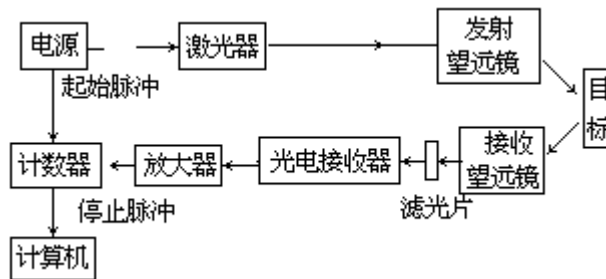 电源
激光器
发射
望远镜
起始脉冲
目
标
计数器
放大器
光电接收器
接收
望远镜
停止脉冲
滤光片
计算机